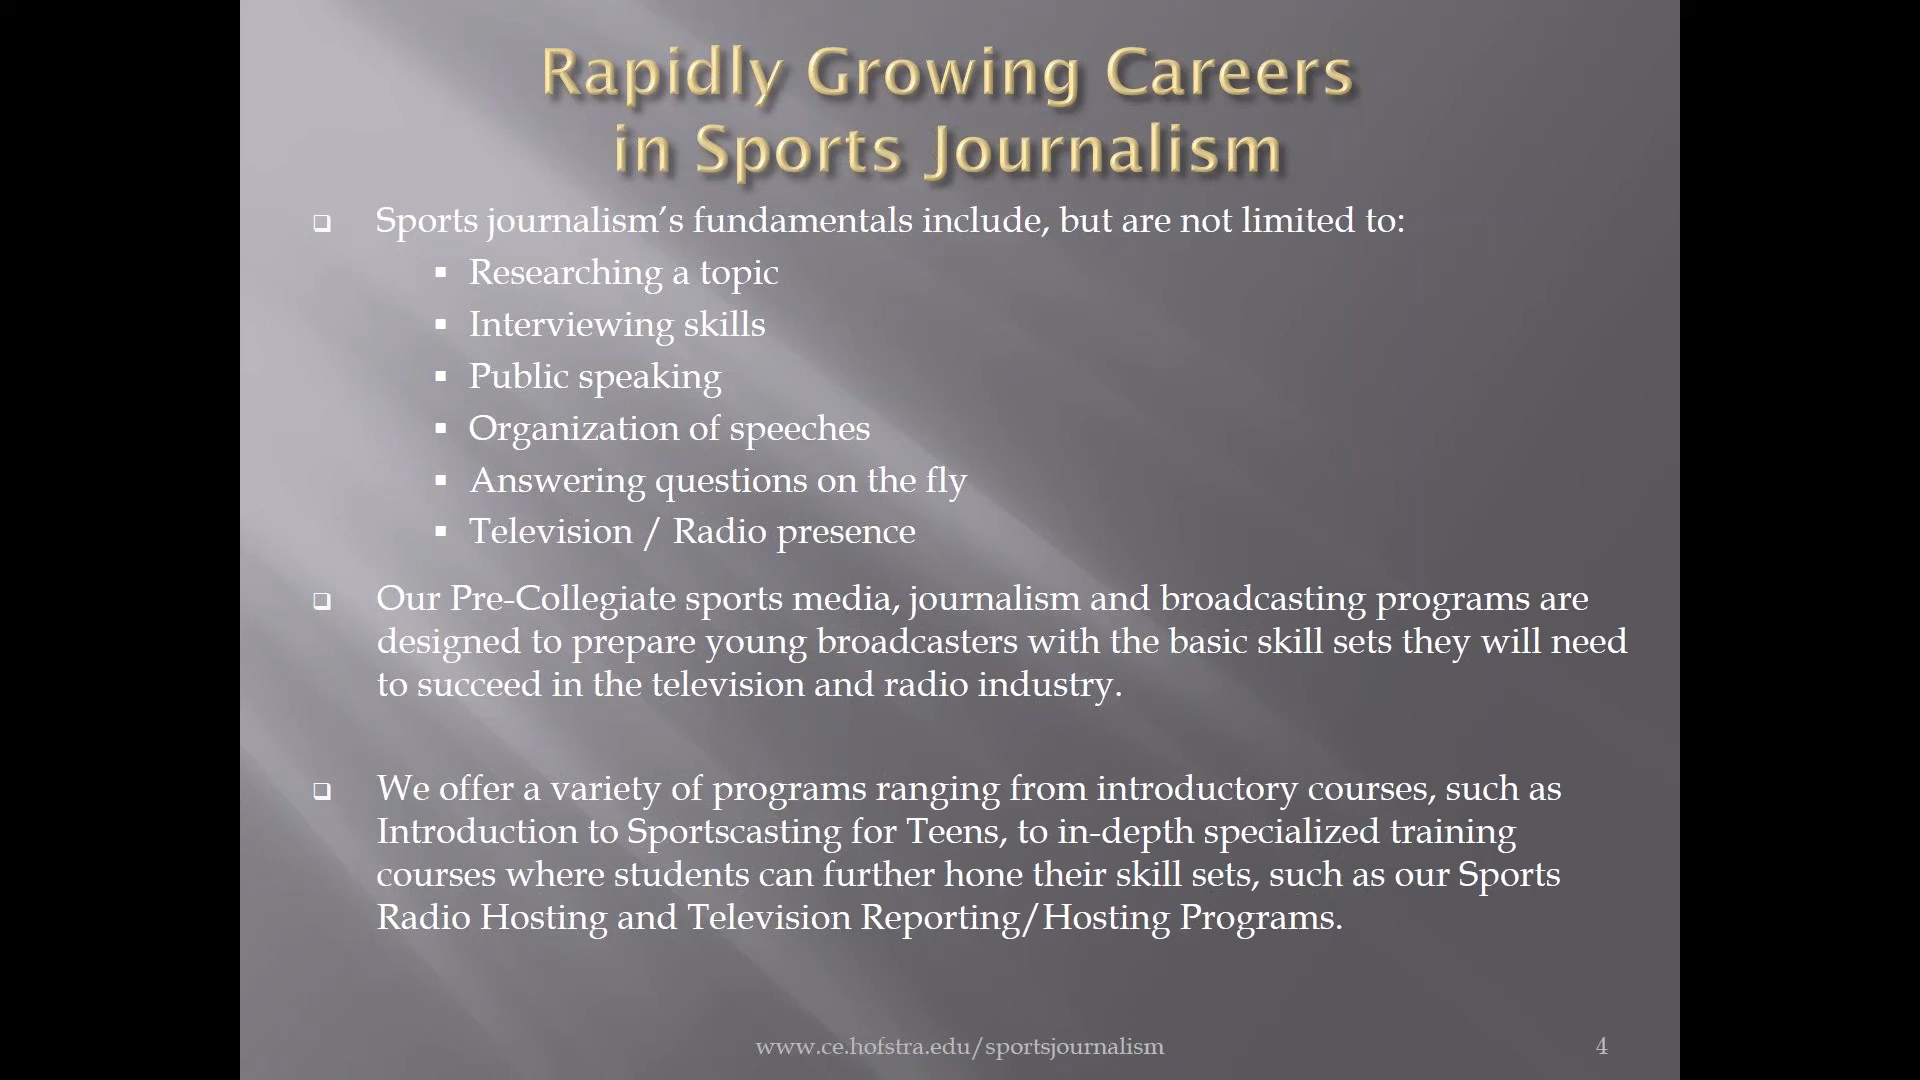 Rapidly Growing Careers
in Sports Journalism
❑ Sports journalism’s fundamentals include, but are not limited to:
▪ Researching a topic
▪ Interviewing skills
▪ Public speaking
▪ Organization of speeches
▪ Answering questions on the fly
▪ Television / Radio presence
❑ Our Pre-Collegiate sports media, journalism and broadcasting programs are
designed to prepare young broadcasters with the basic skill sets they will need
to succeed in the television and radio industry.
❑ We offer a variety of programs ranging from introductory courses, such as
Introduction to Sportscasting for Teens, to in-depth specialized training
courses where students can further hone their skill sets, such as our Sports
Radio Hosting and Television Reporting/Hosting Programs.
www.ce.hofstra.edu/sportsjournalism
4